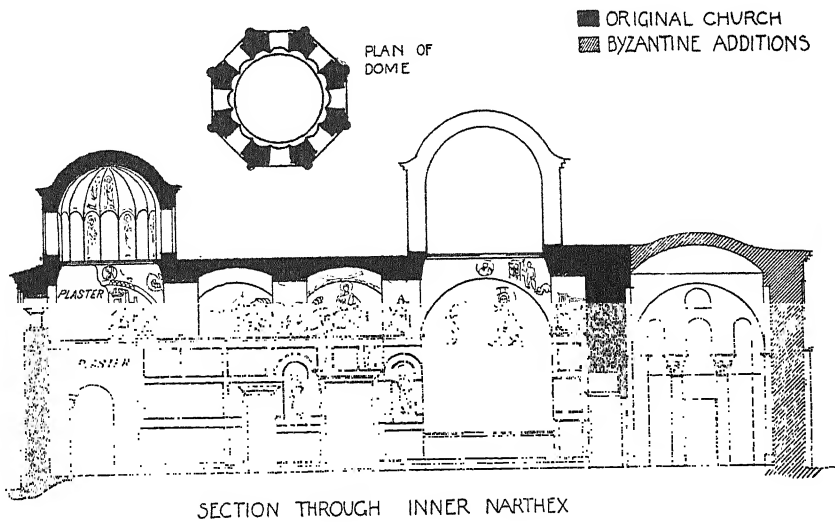 PLAN OF
DOME
ORIGINAL CHURCH
BYZANTINE ADDITIONS
PLASTER
PLASTER
A
SECTION THROUGH INNER NARTHEX